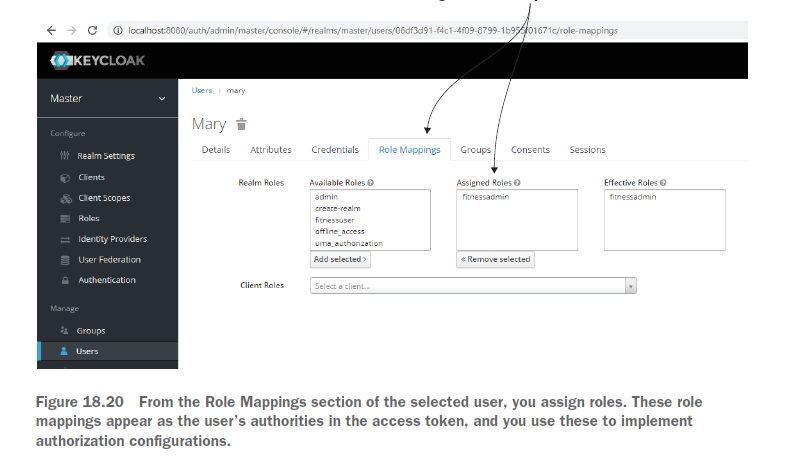 localhost:8080/auth/admin/master/console/#/realms/master/users/06df3d91-f4c1-4f09-8799-1b955f01671c/role-mappings
KEYCLOAK
Master
Users > mary
Mary
Details Attributes Credentials Role Mappings Groups Consents Sessions
Configure
Realm Settings
Clients
Client Scopes
Roles
Identity Providers
User Federation
Authentication
Manage
Groups
Users
Realm Roles
Available Roles
admin
create-realm
fitnessuser
offline_access
uma_authorization
Add selected >
Assigned Roles
fitnessadmin
« Remove selected
Effective Roles
fitnessadmin
Client Roles
Select a client...
Figure 18.20 From the Role Mappings section of the selected user, you assign roles. These role
mappings appear as the user's authorities in the access token, and you use these to implement
authorization configurations.